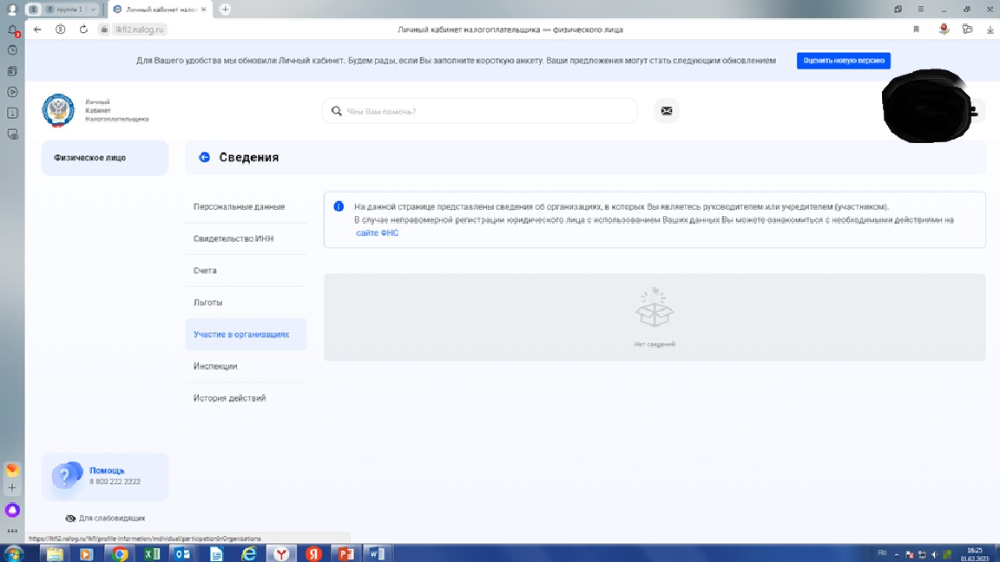 группа 1
Личный кабинет нало
lkfl2.nalog.ru
Личный кабинет налогоплательщика — физического лица
Для Вашего удобства мы обновили Личный кабинет. Будем рады, если Вы заполните короткую анкету. Ваши предложения могут стать следующим обновлением
Оценить новую версию
Личный
Кабинет
Налогоплательщика
Чем Вам помочь?
Физическое лицо
Сведения
Персональные данные
Свидетельство ИНН
Счета
Льготы
Участие в организациях
Инспекции
История действий
На данной странице представлены сведения об организациях, в которых Вы являетесь руководителем или учредителем (участником).
В случае неправомерной регистрации юридического лица с использованием Ваших данных Вы можете ознакомиться с необходимыми действиями на
сайте ФНС
Нет сведений
Помощь
8 800 222 2222
Для слабовидящих
https://lkfl2.nalog.ru/lkfl/profile-information/individual/participationInOrganizations
RU
16:25
01.02.2023